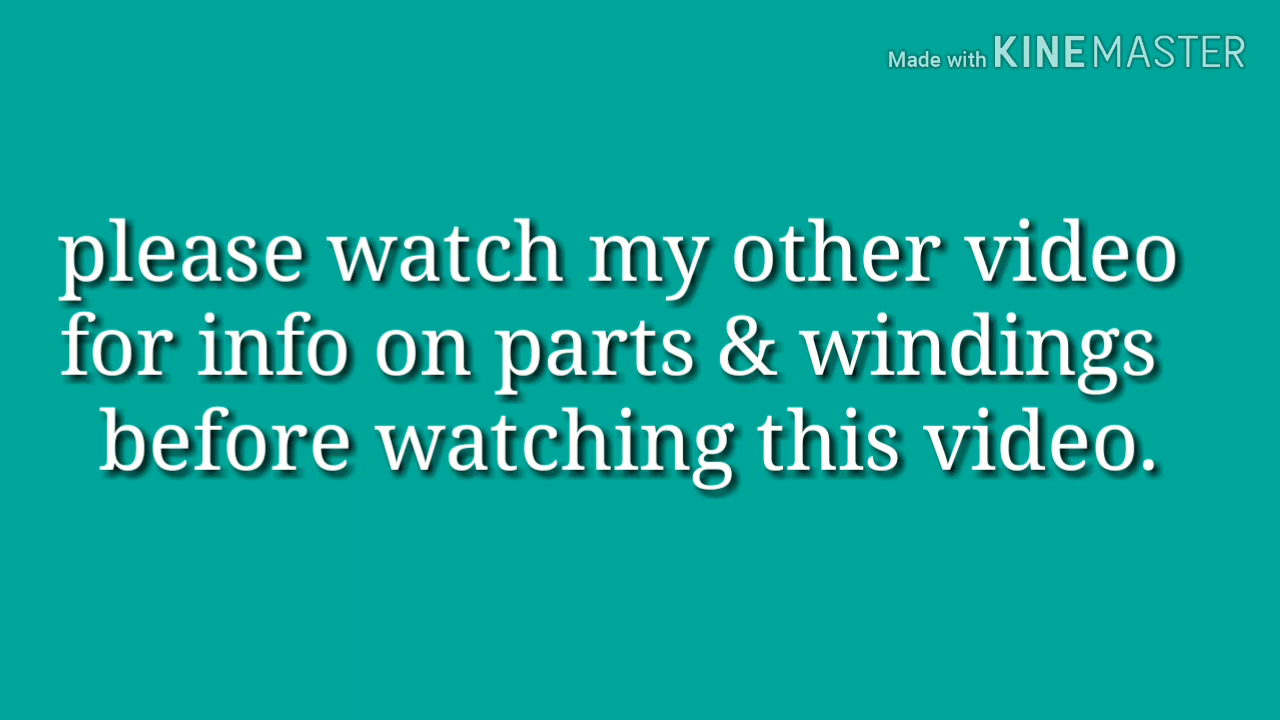 Made with KINEMASTER
please watch my other video
for info on parts & windings
before watching this video.